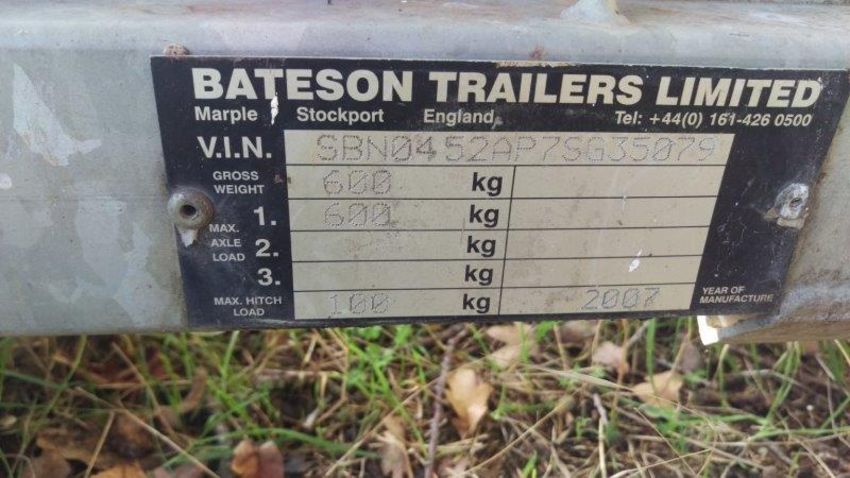 BATESON TRAILERS LIMITED
Marple Stockport England Tel: +44(0) 161-426 0500
V.I.N. SBN0452AP7SG35079
GROSS WEIGHT 600 kg
MAX. AXLE LOAD 1. 600 kg
2. kg
3. kg
MAX. HITCH LOAD 100 kg 2007 YEAR OF MANUFACTURE